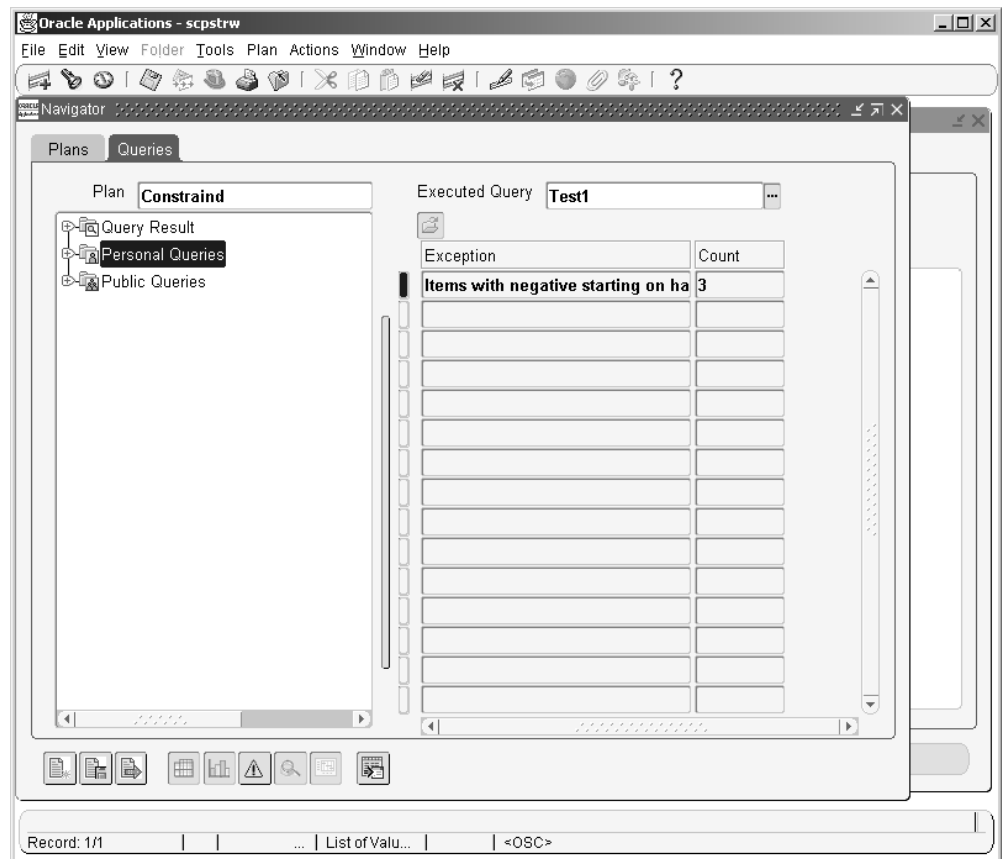 Oracle Applications - scpstrw
File Edit View Folder Tools Plan Actions Window Help
ORACLE Navigator
Plans Queries
Plan Constraind Executed Query Test1
Query Result
Personal Queries
Public Queries
Exception Count
Items with negative starting on ha 3
Record: 1/1 ... List of Valu... <OSC>